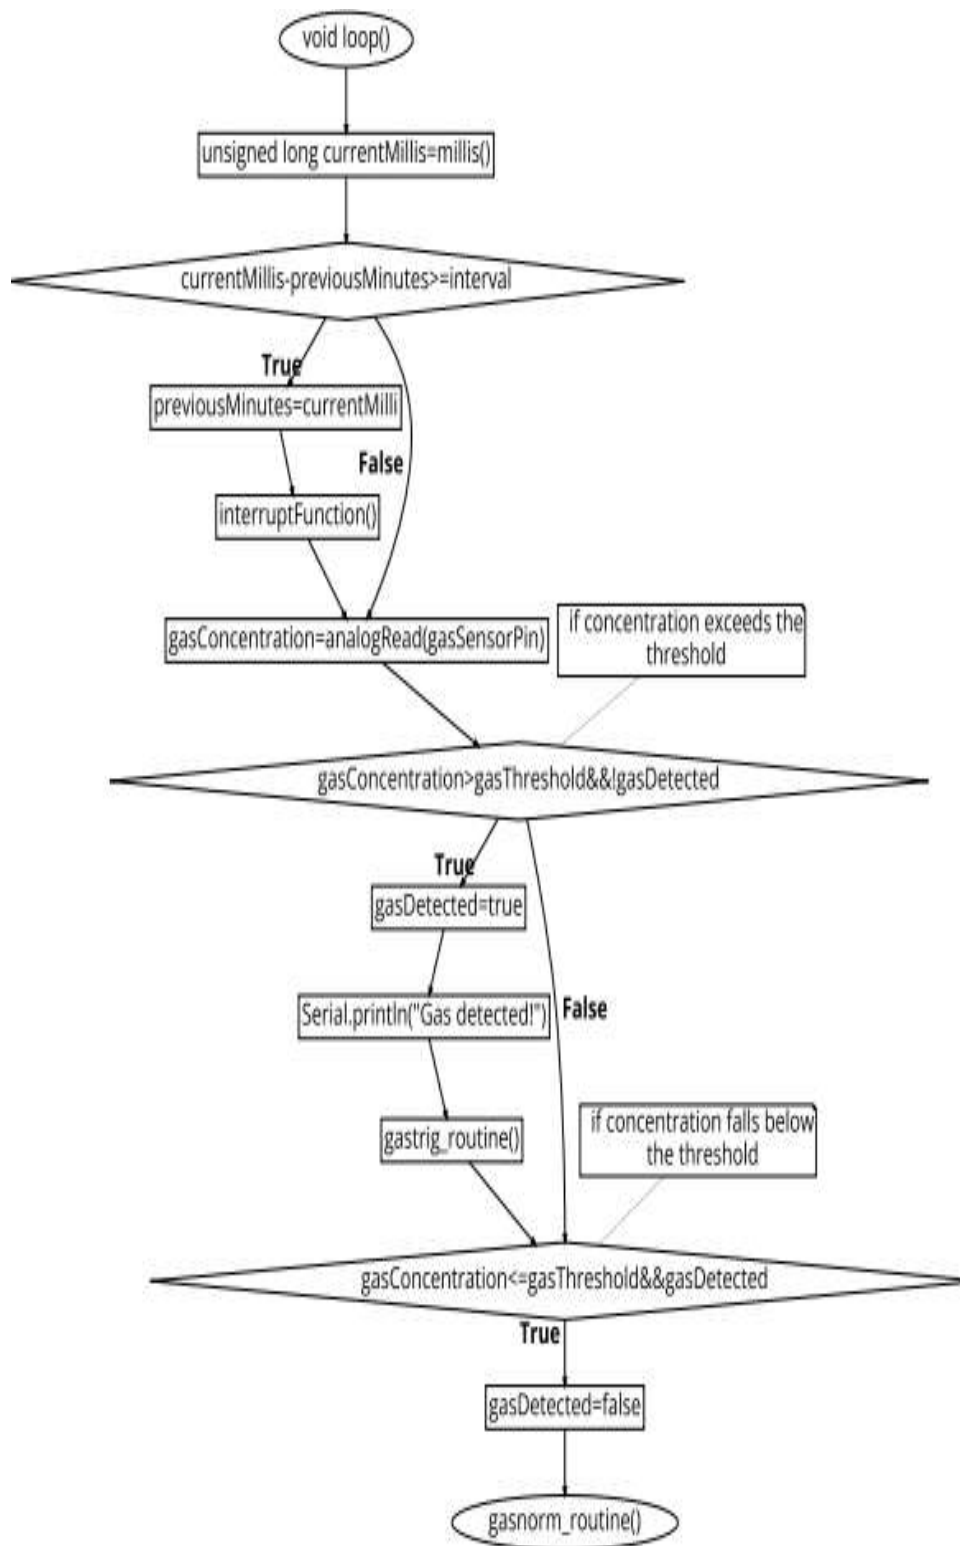 void loop()
unsigned long currentMillis=millis()
currentMillis-previousMinutes>=interval
True
previousMinutes=currentMilli
False
interruptFunction()
gasConcentration=analogRead(gasSensorPin)
if concentration exceeds the
threshold
gasConcentration>gasThreshold&&!gasDetected
True
gasDetected=true
Serial.println("Gas detected!")
False
gastrig_routine()
if concentration falls below
the threshold
gasConcentration<=gasThreshold&&gasDetected
True
gasDetected=false
gasnorm_routine()